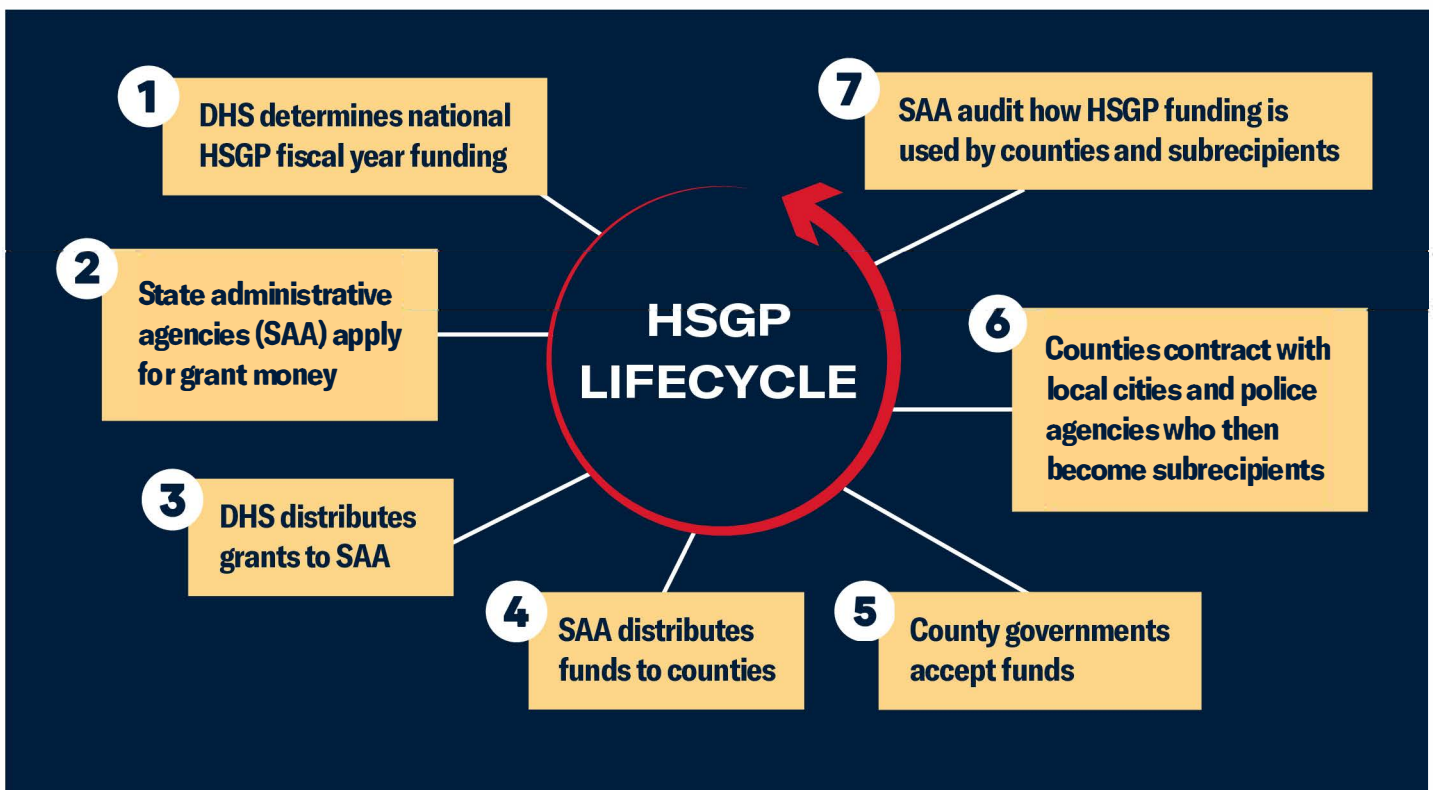 1
DHS determines national
HSGP fiscal year funding
2
State administrative
agencies (SAA) apply
for grant money
3
DHS distributes
grants to SAA
4
SAA distributes
funds to counties
5
County governments
accept funds
6
Counties contract with
local cities and police
agencies who then
become subrecipients
7
SAA audit how HSGP funding is
used by counties and subrecipients
HSGP
LIFECYCLE